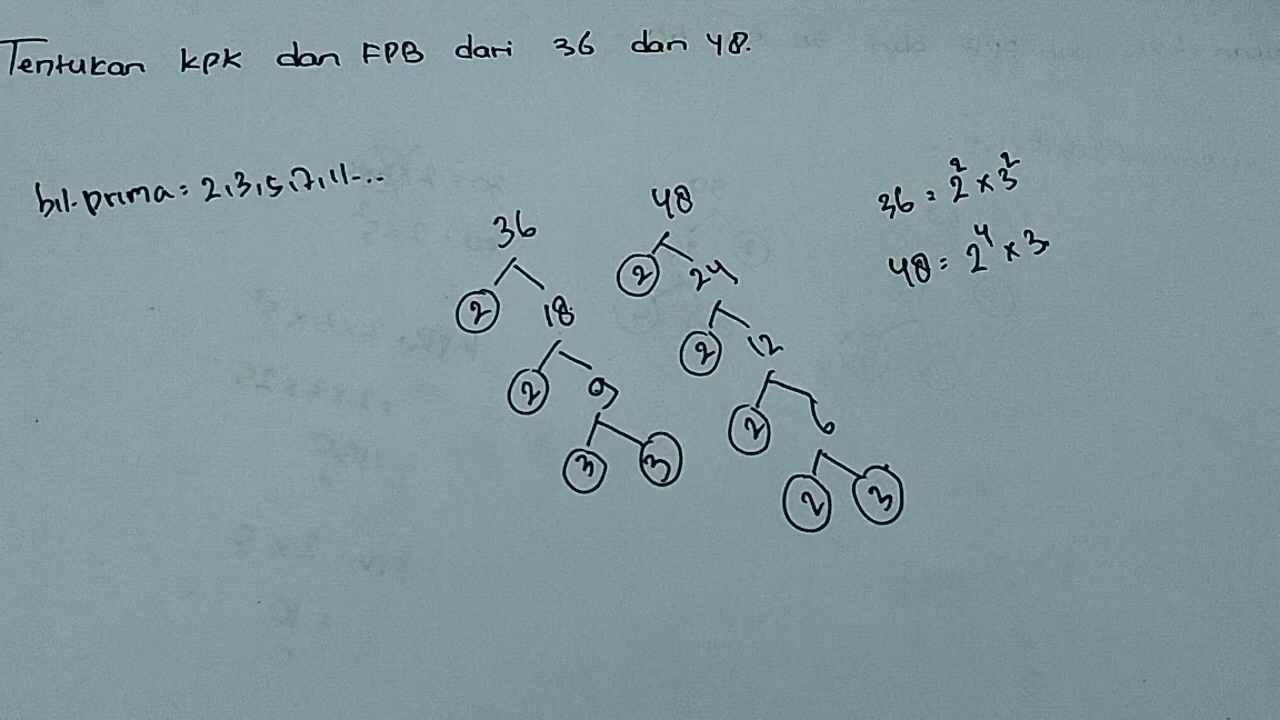 Tentukan KPK dan FPB dari 36 dan 48.
bil. prima = 2,3,5,7,11...
36
2 18
2 9
3 3
48
2 24
2 12
2 6
2 3
36 = 2² × 3²
48 = 2⁴ × 3